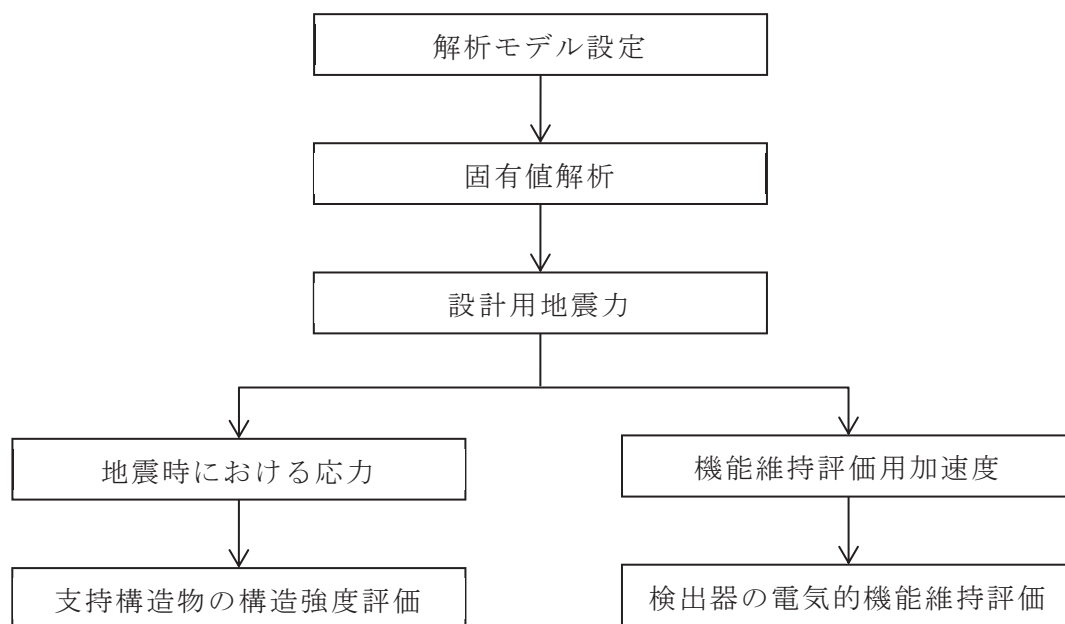 解析モデル設定
固有値解析
設計用地震力
地震時における応力
機能維持評価用加速度
支持構造物の構造強度評価
検出器の電気的機能維持評価